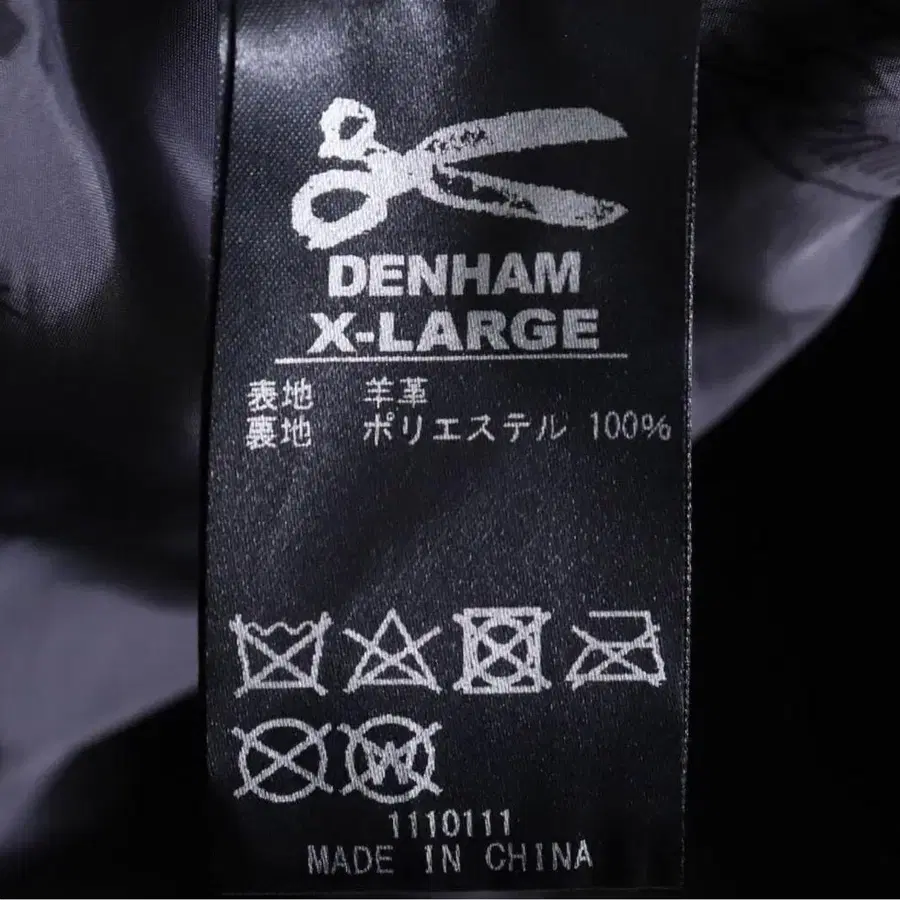 DENHAM
X-LARGE
表地 羊革
裏地 ポリエステル 100%
W
1110111
MADE IN CHINA